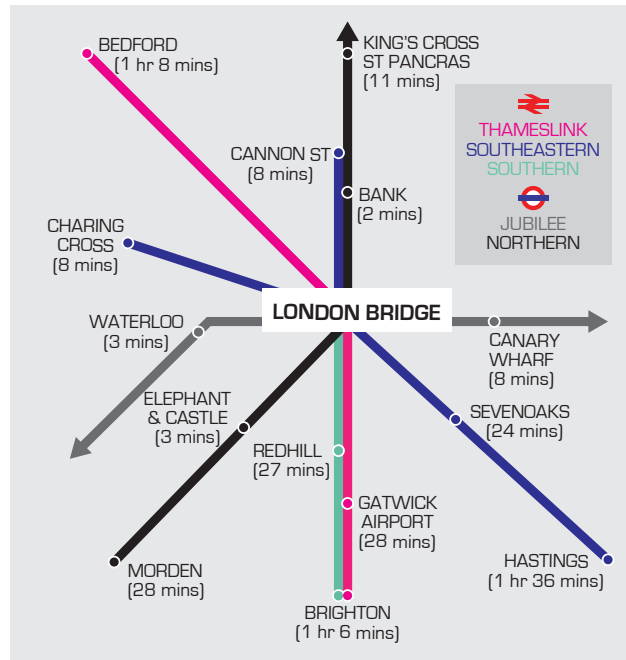 BEDFORD
(1 hr 8 mins)
KING'S CROSS
ST PANCRAS
(11 mins)
THAMESLINK
SOUTHEASTERN
SOUTHERN
JUBILEE
NORTHERN
CANNON ST
(8 mins)
BANK
(2 mins)
CHARING
CROSS
(8 mins)
LONDON BRIDGE
WATERLOO
(3 mins)
CANARY
WHARF
(8 mins)
ELEPHANT
& CASTLE
(3 mins)
SEVENOAKS
(24 mins)
REDHILL
(27 mins)
GATWICK
AIRPORT
(28 mins)
MORDEN
(28 mins)
HASTINGS
(1 hr 36 mins)
BRIGHTON
(1 hr 6 mins)